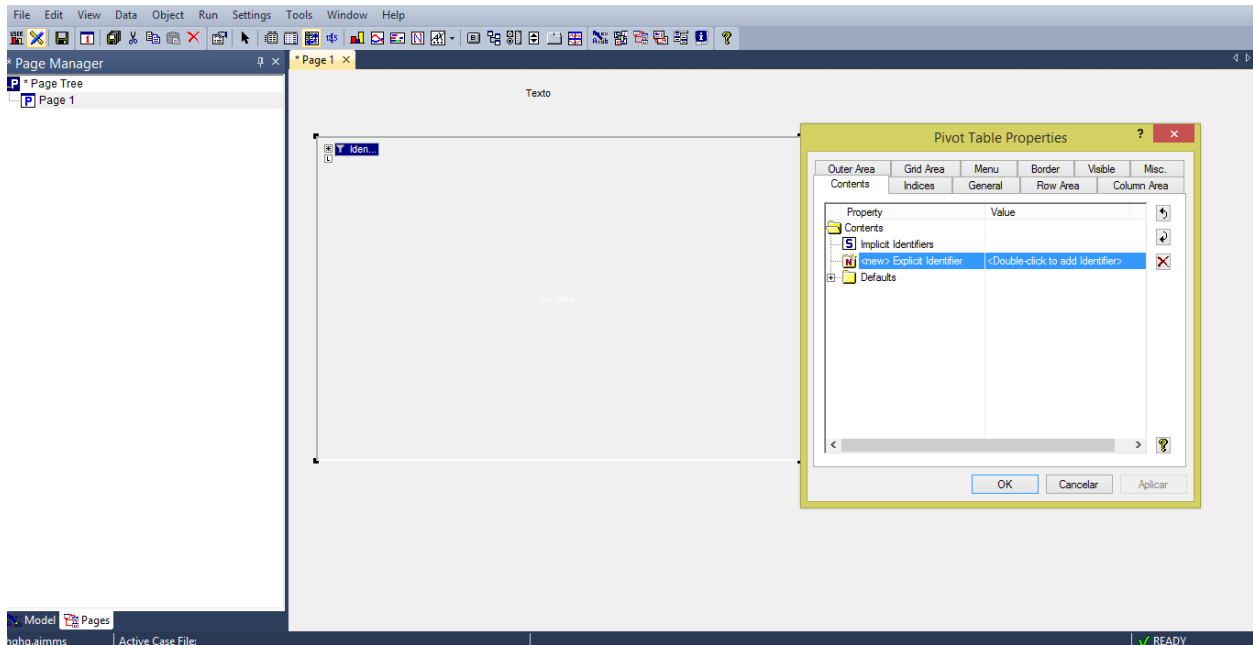 File Edit View Data Object Run Settings Tools Window Help
* Page Manager
* Page 1
* Page Tree
Page 1
Texto
Iden...
No data
Pivot Table Properties
Outer Area Grid Area Menu Border Visible Misc.
Contents Indices General Row Area Column Area
Property Value
Contents
S Implicit Identifiers
N <new> Explicit Identifier <Double-click to add Identifier>
Defaults
OK Cancelar Aplicar
Model Pages
Active Case File:
READY